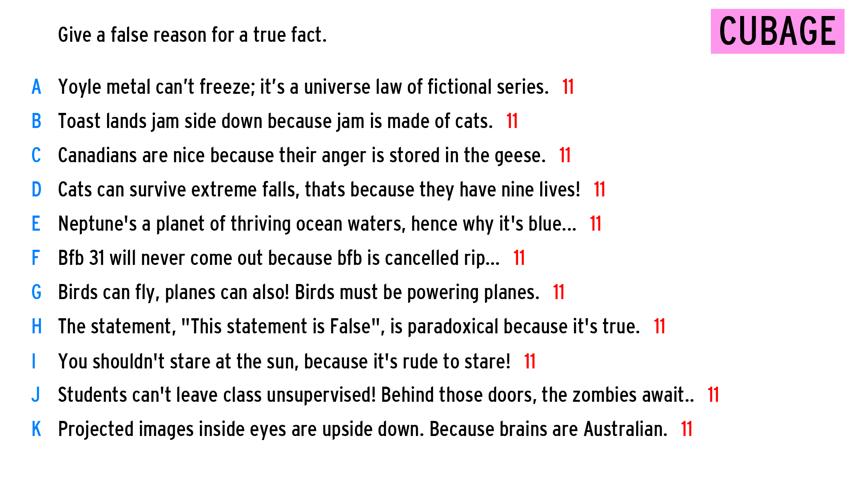 Give a false reason for a true fact.
CUBAGE
A Yoyle metal can't freeze; it's a universe law of fictional series. 11
B Toast lands jam side down because jam is made of cats. 11
C Canadians are nice because their anger is stored in the geese. 11
D Cats can survive extreme falls, thats because they have nine lives! 11
E Neptune's a planet of thriving ocean waters, hence why it's blue... 11
F Bfb 31 will never come out because bfb is cancelled rip... 11
G Birds can fly, planes can also! Birds must be powering planes. 11
H The statement, "This statement is False", is paradoxical because it's true. 11
I You shouldn't stare at the sun, because it's rude to stare! 11
J Students can't leave class unsupervised! Behind those doors, the zombies await.. 11
K Projected images inside eyes are upside down. Because brains are Australian. 11